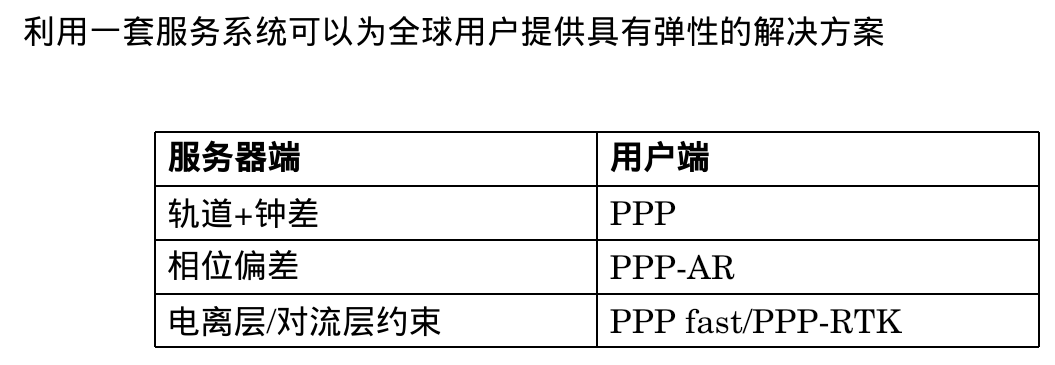 利用一套服务系统可以为全球用户提供具有弹性的解决方案
服务器端 用户端
轨道+钟差 PPP
相位偏差 PPP-AR
电离层/对流层约束 PPP fast/PPP-RTK